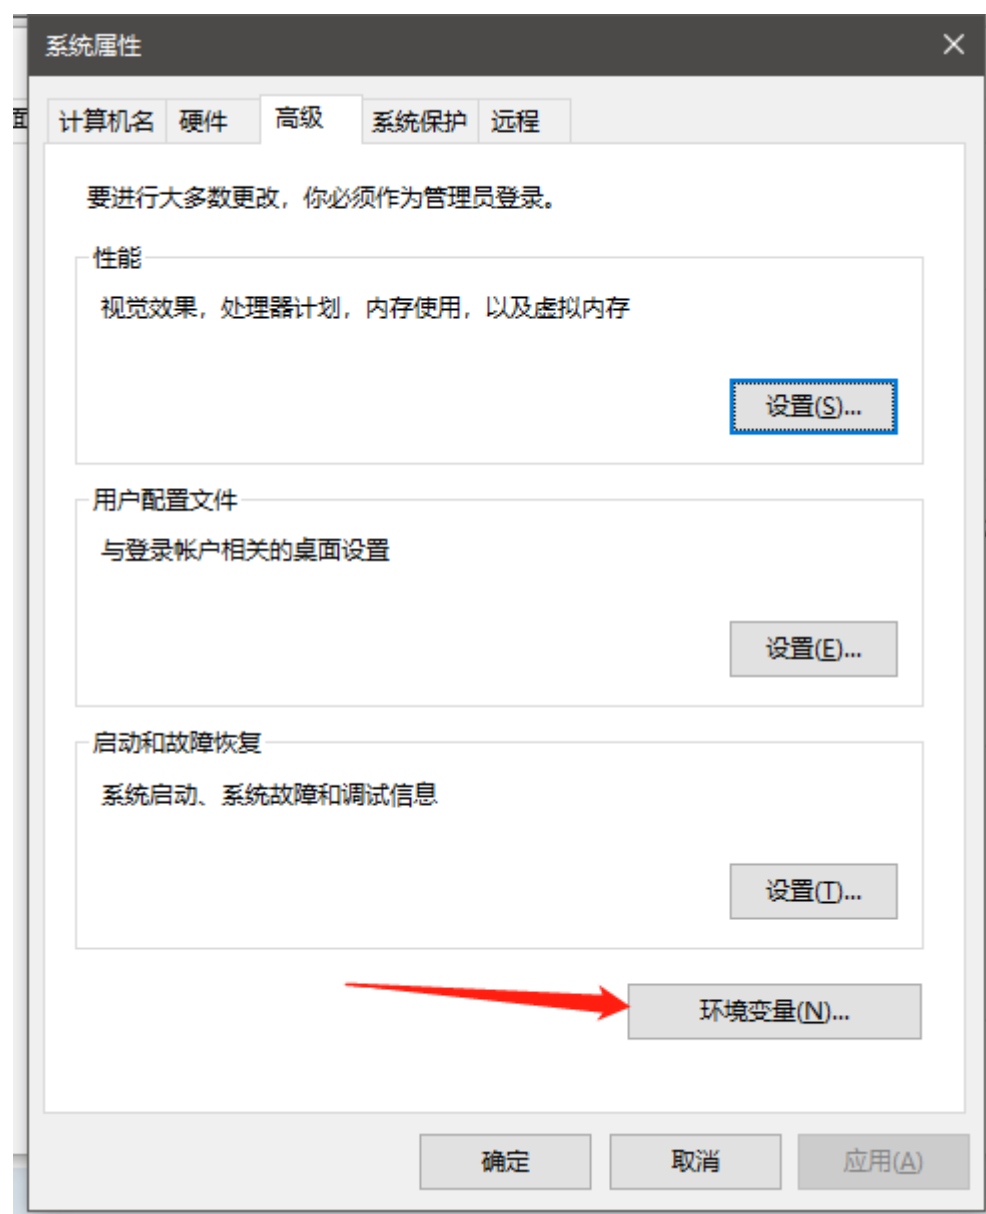 系统属性
计算机名 硬件 高级 系统保护 远程
要进行大多数更改，你必须作为管理员登录。
性能
视觉效果，处理器计划，内存使用，以及虚拟内存
设置(S)...
用户配置文件
与登录帐户相关的桌面设置
设置(E)...
启动和故障恢复
系统启动、系统故障和调试信息
设置(T)...
环境变量(N)...
确定 取消 应用(A)